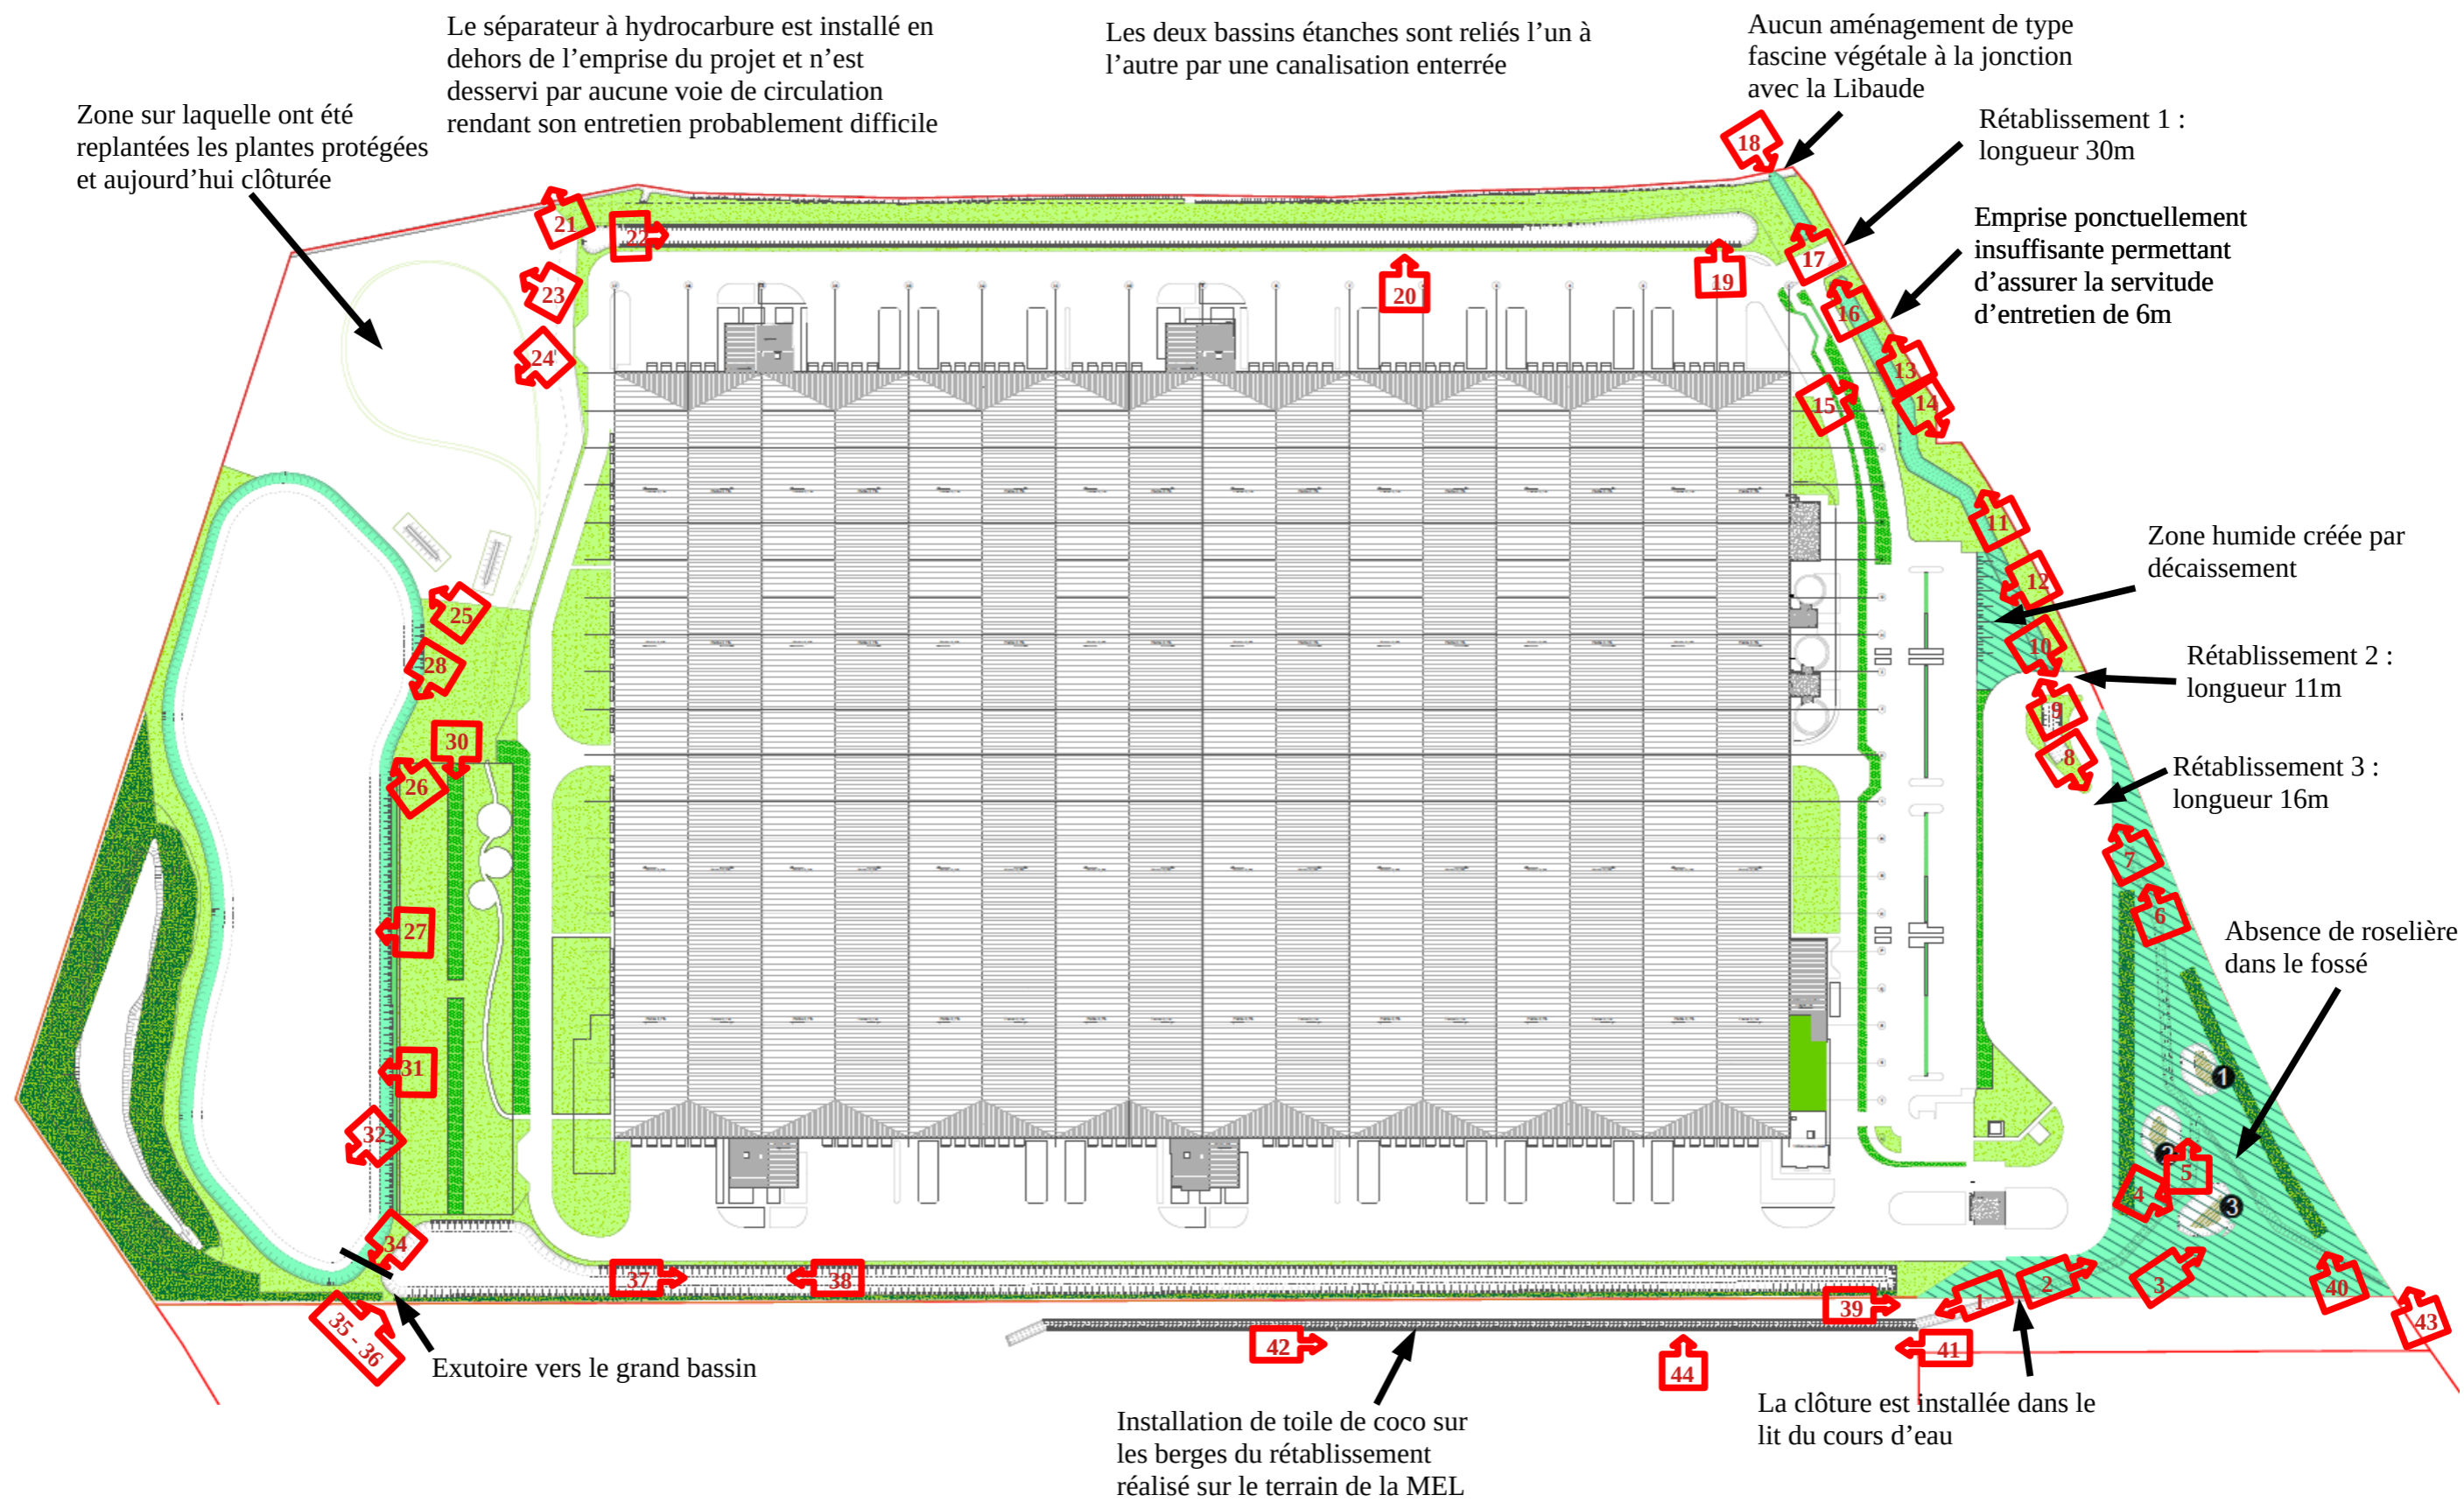 Le séparateur à hydrocarbure est installé en
dehors de l’emprise du projet et n’est
desservi par aucune voie de circulation
rendant son entretien probablement difficile
Les deux bassins étanches sont reliés l’un à
l’autre par une canalisation enterrée
Aucun aménagement de type
fascine végétale à la jonction
avec la Libaude
Zone sur laquelle ont été
replantées les plantes protégées
et aujourd’hui clôturée
Rétablissement 1 :
longueur 30m
Emprise ponctuellement
insuffisante permettant
d’assurer la servitude
d’entretien de 6m
18
21
22
17
23
19
20
16
24
13
14
15
11
Zone humide créée par
décaissement
12
25
10
28
Rétablissement 2 :
longueur 11m
9
30
8
26
Rétablissement 3 :
longueur 16m
7
6
27
Absence de roselière
dans le fossé
31
1
32
2
5
4
3
34
37
38
39
1
2
3
40
43
35 - 36
42
44
41
Exutoire vers le grand bassin
Installation de toile de coco sur
les berges du rétablissement
réalisé sur le terrain de la MEL
La clôture est installée dans le
lit du cours d’eau